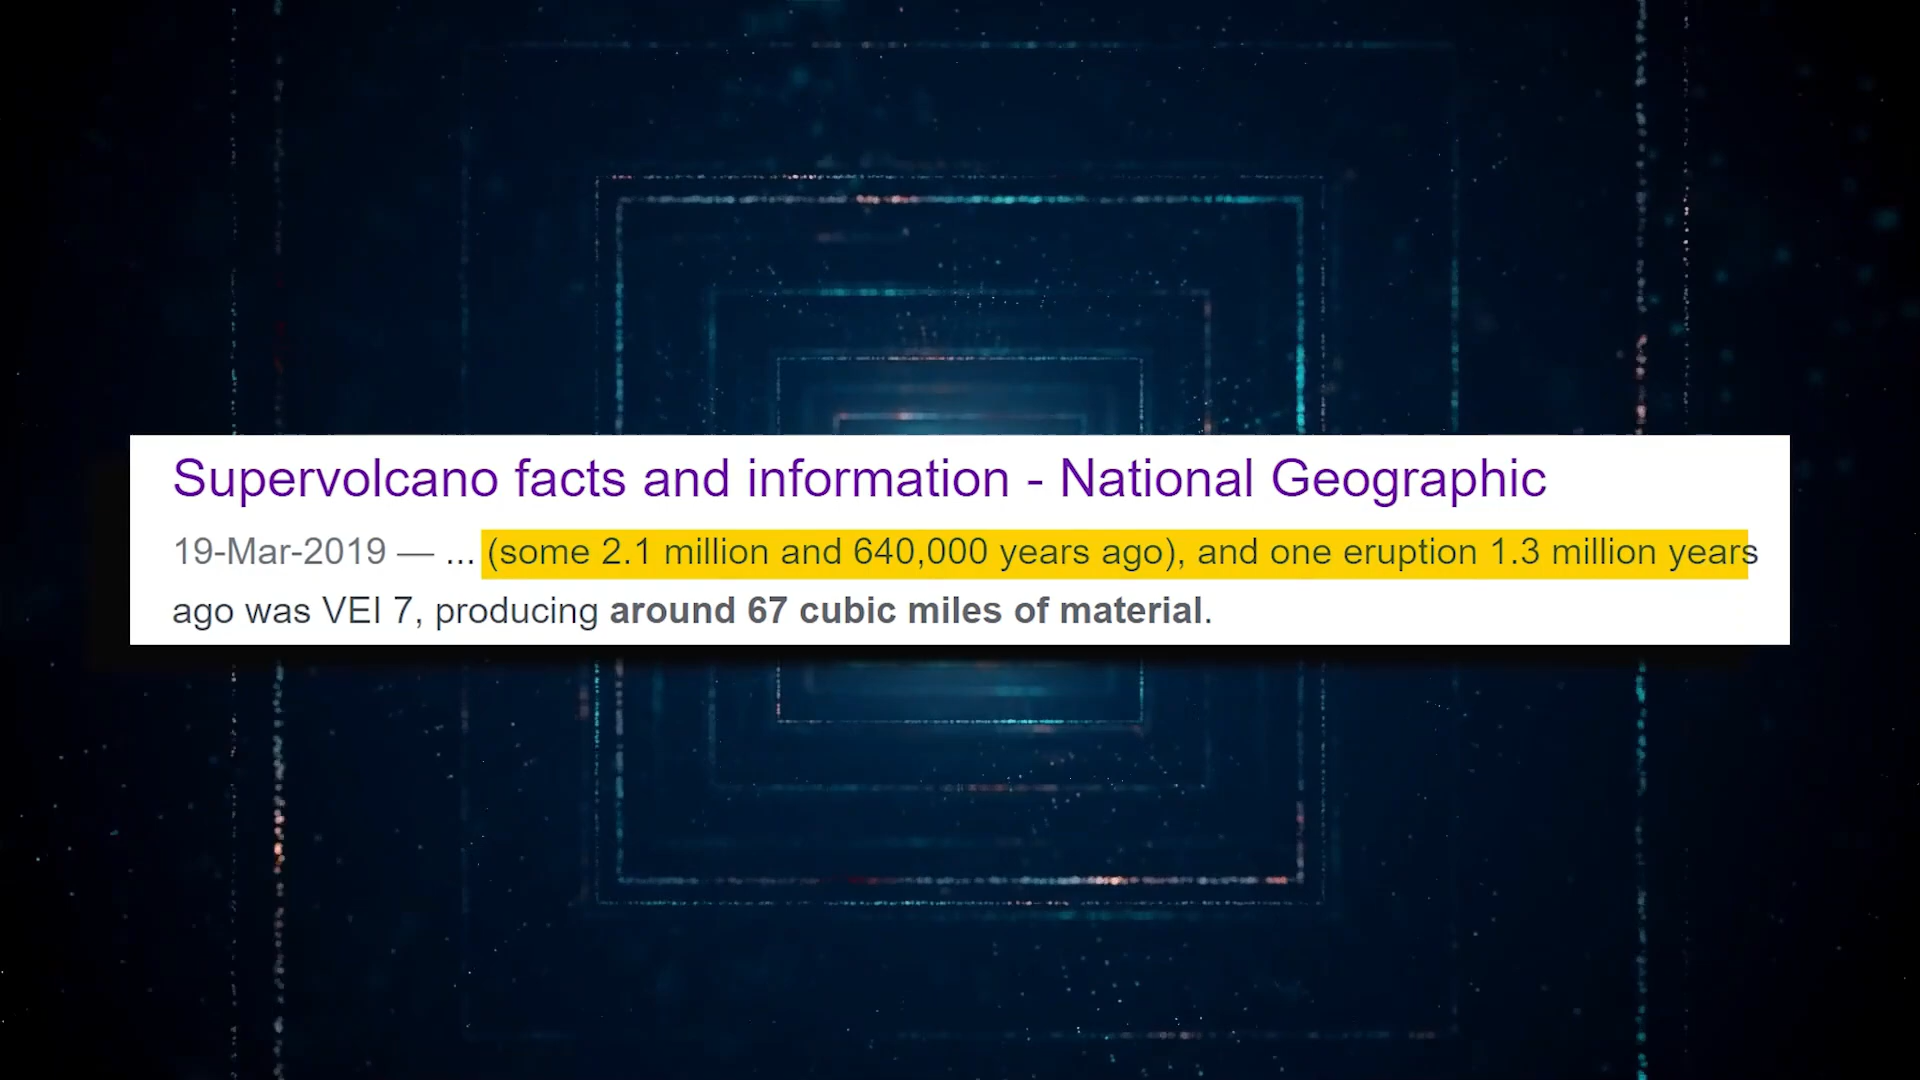 Supervolcano facts and information - National Geographic
19-Mar-2019 — ... (some 2.1 million and 640,000 years ago), and one eruption 1.3 million years
ago was VEI 7, producing around 67 cubic miles of material.